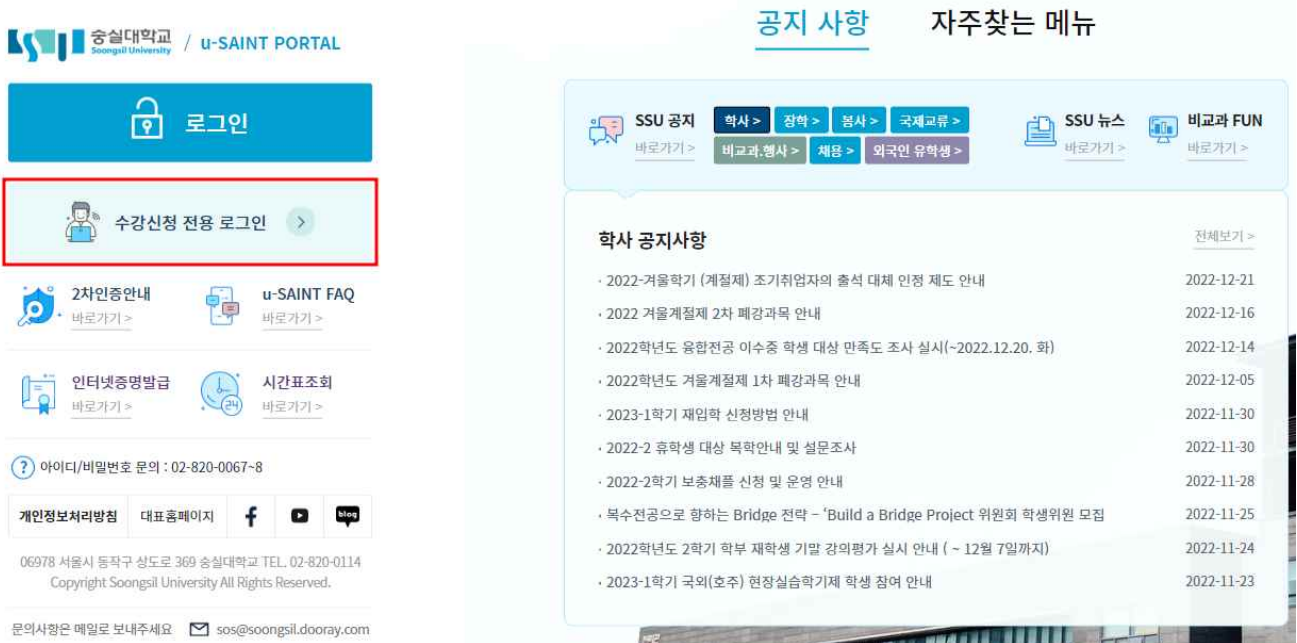 숭실대학교
Soongsil University
/ u-SAINT PORTAL
로그인
수강신청 전용 로그인 >
2차인증안내
바로가기 >
u-SAINT FAQ
바로가기 >
인터넷증명발급
바로가기 >
24
시간표조회
바로가기 >
? 아이디/비밀번호 문의 : 02-820-0067~8
개인정보처리방침 대표홈페이지 f blog
06978 서울시 동작구 상도로 369 숭실대학교 TEL. 02-820-0114
Copyright Soongsil University All Rights Reserved.
문의사항은 메일로 보내주세요 sos@soongsil.dooray.com
공지 사항 자주찾는 메뉴
SSU 공지
바로가기 >
학사 > 장학 > 봉사 > 국제교류 >
비교과.행사 > 채용 > 외국인 유학생 >
SSU 뉴스
바로가기 >
비교과 FUN
바로가기 >
학사 공지사항 전체보기 >
· 2022-겨울학기 (계절제) 조기취업자의 출석 대체 인정 제도 안내 2022-12-21
· 2022 겨울계절제 2차 폐강과목 안내 2022-12-16
· 2022학년도 융합전공 이수중 학생 대상 만족도 조사 실시(~2022.12.20. 화) 2022-12-14
· 2022학년도 겨울계절제 1차 폐강과목 안내 2022-12-05
· 2023-1학기 재입학 신청방법 안내 2022-11-30
· 2022-2 휴학생 대상 복학안내 및 설문조사 2022-11-30
· 2022-2학기 보충채플 신청 및 운영 안내 2022-11-28
· 복수전공으로 향하는 Bridge 전략 – ‘Build a Bridge Project 위원회 학생위원 모집 2022-11-25
· 2022학년도 2학기 학부 재학생 기말 강의평가 실시 안내 ( ~ 12월 7일까지) 2022-11-24
· 2023-1학기 국외(호주) 현장실습학기제 학생 참여 안내 2022-11-23